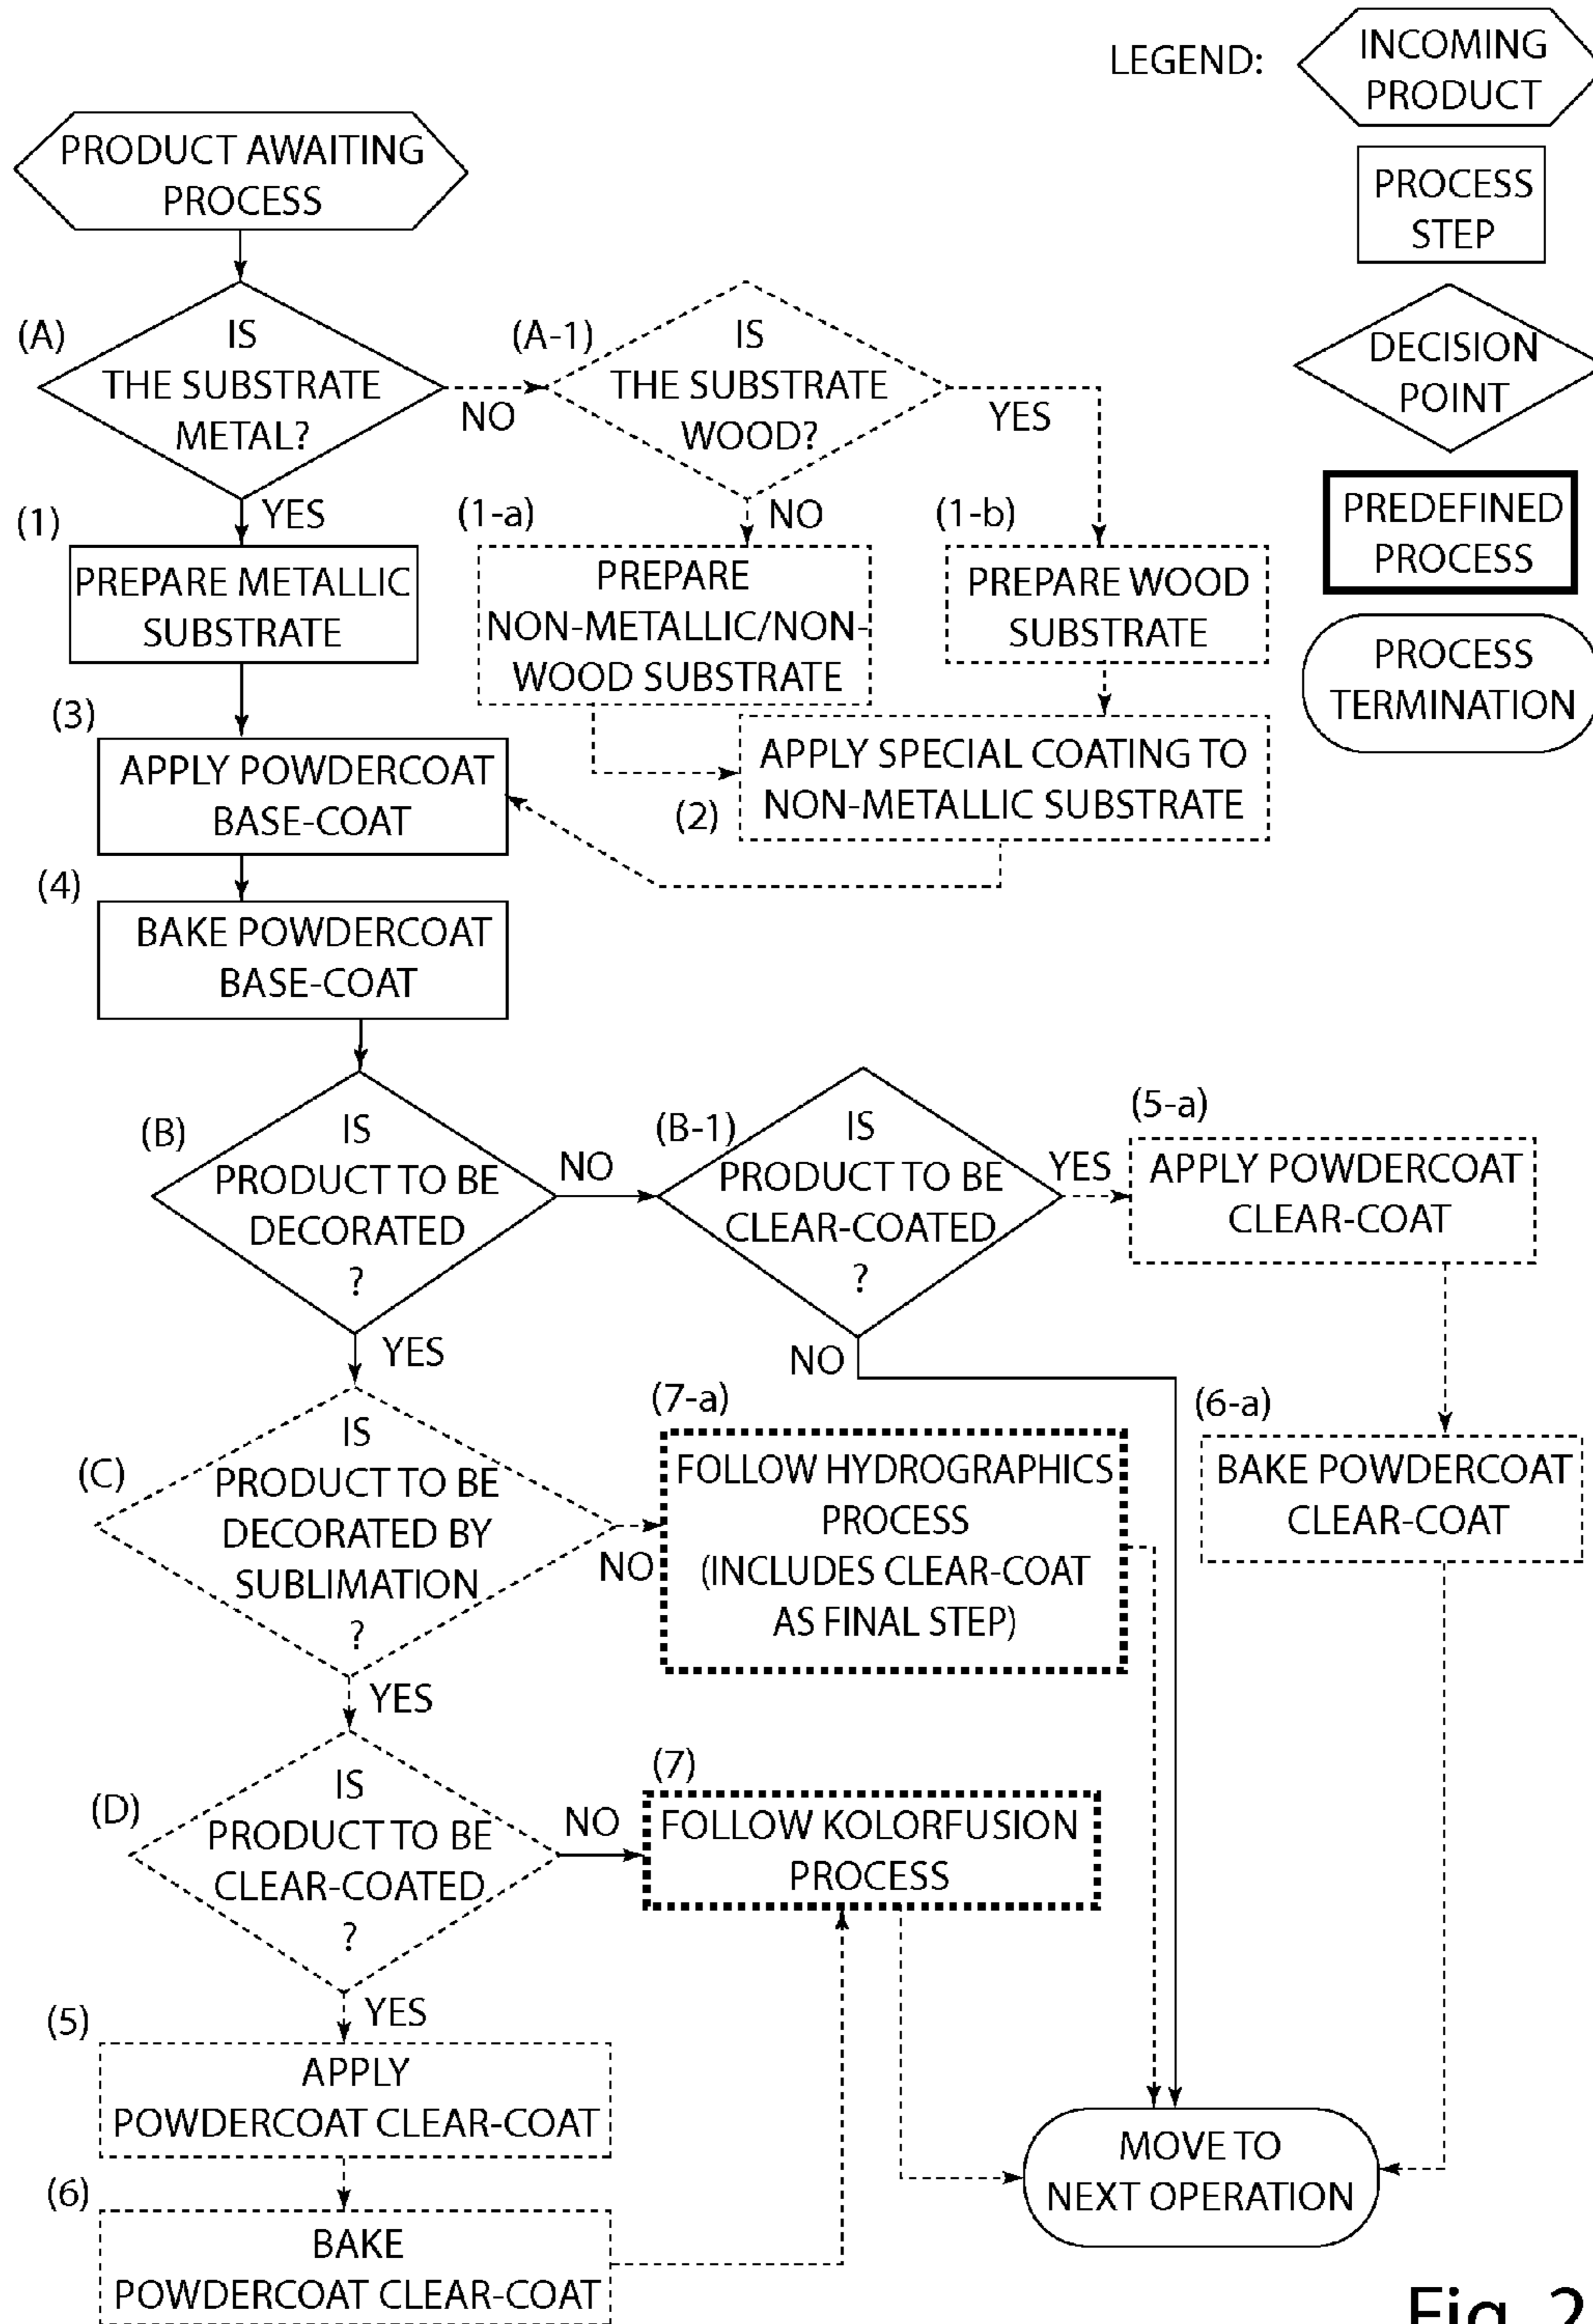 LEGEND:
INCOMING
PRODUCT
PROCESS
STEP
DECISION
POINT
PREDEFINED
PROCESS
PROCESS
TERMINATION
PRODUCT AWAITING
PROCESS
(A)
IS
THE SUBSTRATE
METAL?
NO
YES
(A-1)
IS
THE SUBSTRATE
WOOD?
YES
NO
(1)
PREPARE METALLIC
SUBSTRATE
(1-a)
PREPARE
NON-METALLIC/NON-
WOOD SUBSTRATE
(1-b)
PREPARE WOOD
SUBSTRATE
(2)
APPLY SPECIAL COATING TO
NON-METALLIC SUBSTRATE
(3)
APPLY POWDERCOAT
BASE-COAT
(4)
BAKE POWDERCOAT
BASE-COAT
(B)
IS
PRODUCT TO BE
DECORATED
?
NO
YES
(B-1)
IS
PRODUCT TO BE
CLEAR-COATED
?
YES
NO
(5-a)
APPLY POWDERCOAT
CLEAR-COAT
(6-a)
BAKE POWDERCOAT
CLEAR-COAT
(C)
IS
PRODUCT TO BE
DECORATED BY
SUBLIMATION
?
NO
YES
(7-a)
FOLLOW HYDROGRAPHICS
PROCESS
(INCLUDES CLEAR-COAT
AS FINAL STEP)
(D)
IS
PRODUCT TO BE
CLEAR-COATED
?
NO
YES
(7)
FOLLOW KOLORFUSION
PROCESS
(5)
APPLY
POWDERCOAT CLEAR-COAT
(6)
BAKE
POWDERCOAT CLEAR-COAT
MOVE TO
NEXT OPERATION
Fig. 2